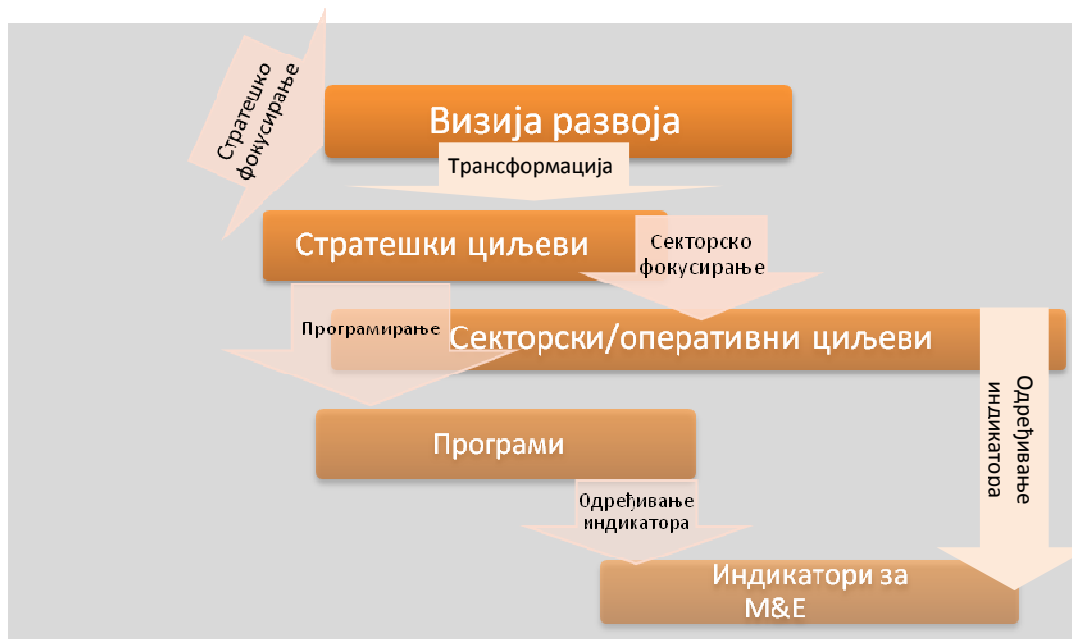 Стратешко
фокусирање
Визија развоја
Трансформација
Стратешки циљеви
Секторско
фокусирање
Програмирање
Секторски/оперативни циљеви
Одређивање
индикатора
Програми
Одређивање
индикатора
Индикатори за
M&E